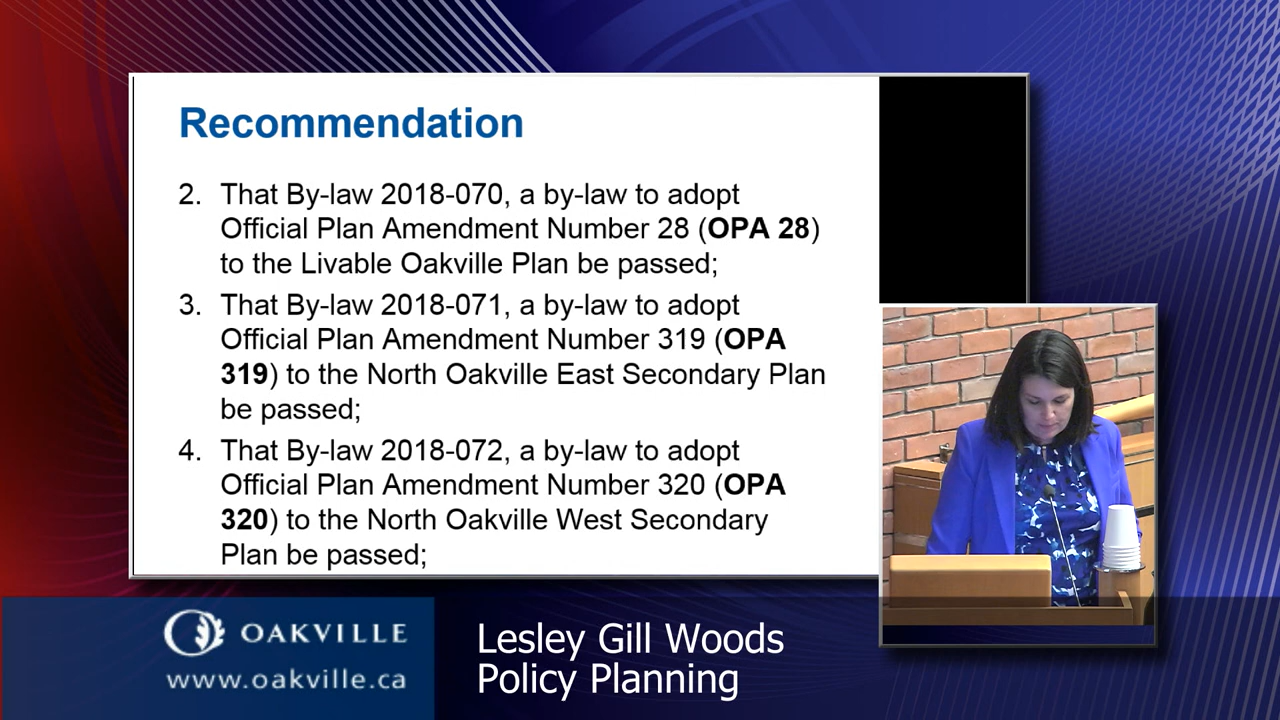 Recommendation
2. That By-law 2018-070, a by-law to adopt
Official Plan Amendment Number 28 (OPA 28)
to the Livable Oakville Plan be passed;
3. That By-law 2018-071, a by-law to adopt
Official Plan Amendment Number 319 (OPA
319) to the North Oakville East Secondary Plan
be passed;
4. That By-law 2018-072, a by-law to adopt
Official Plan Amendment Number 320 (OPA
320) to the North Oakville West Secondary
Plan be passed;
OAKVILLE
www.oakville.ca
Lesley Gill Woods
Policy Planning